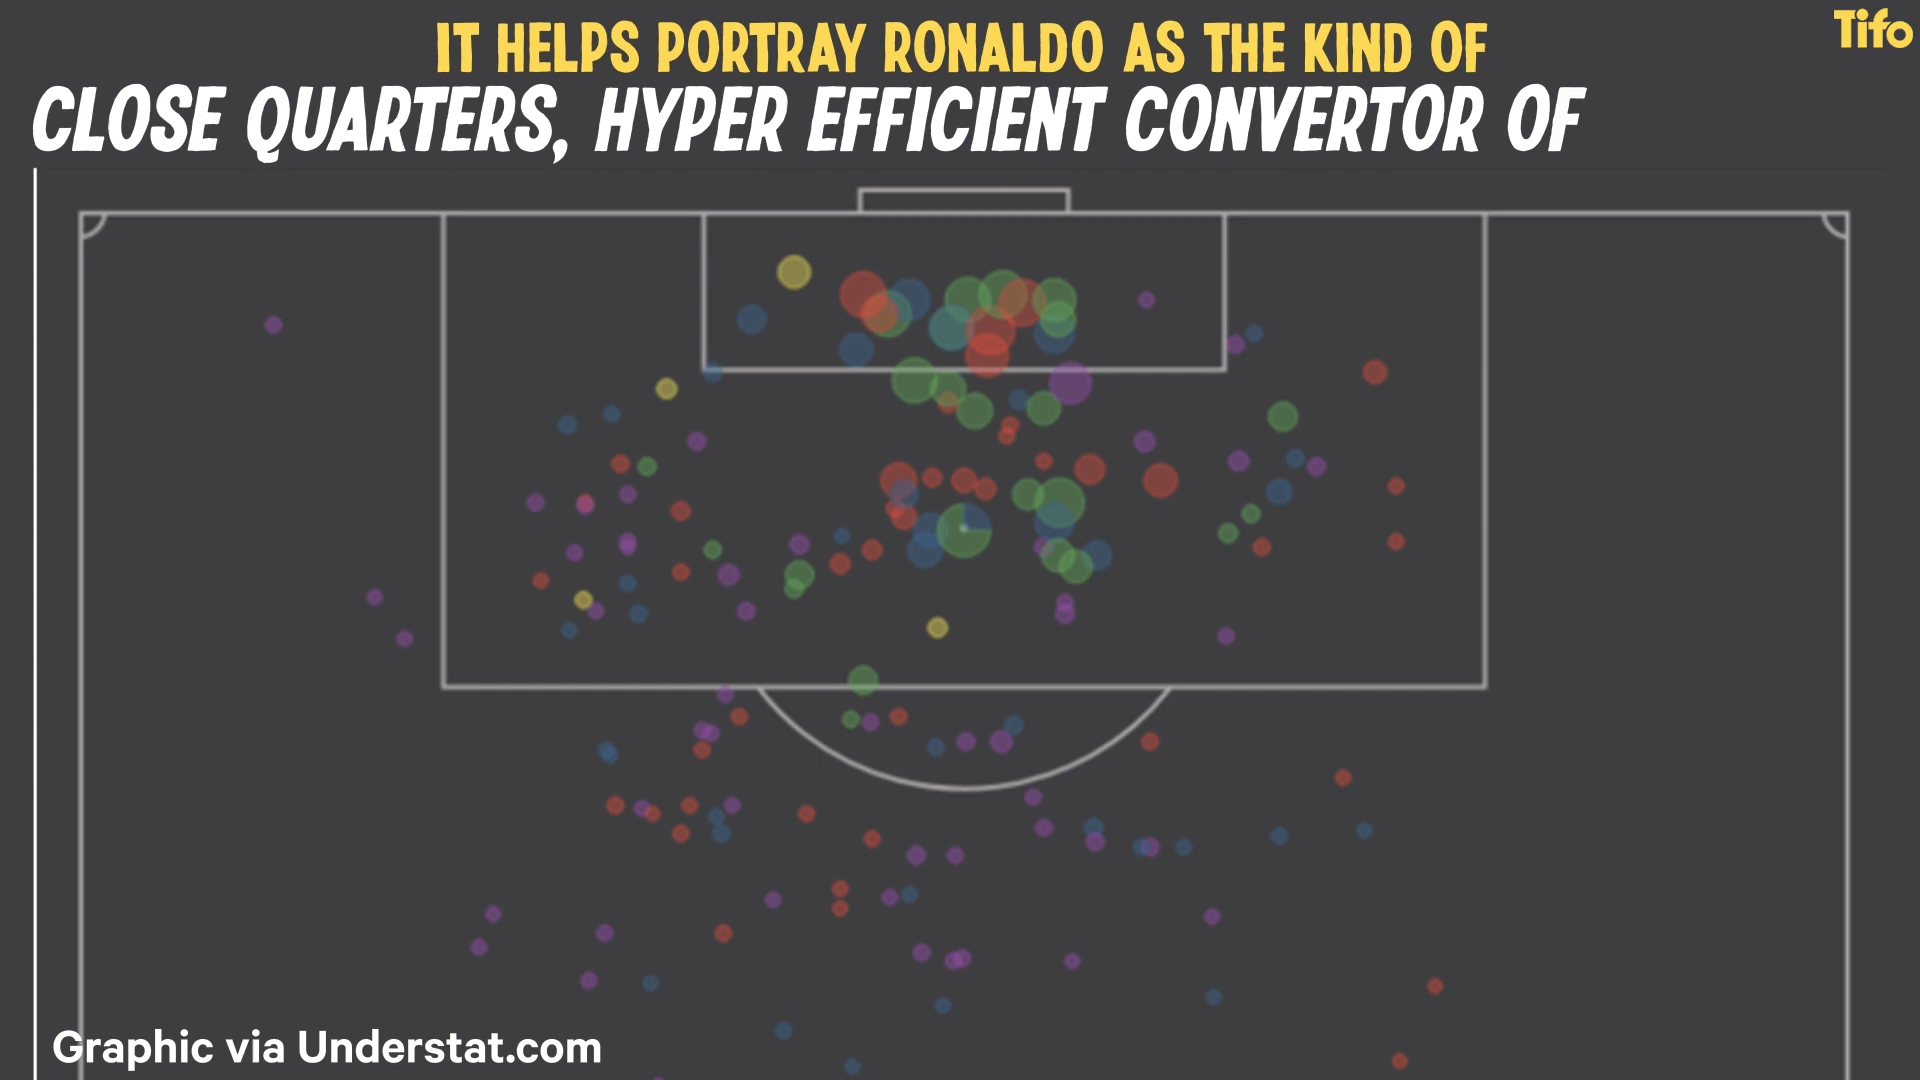 IT HELPS PORTRAY RONALDO AS THE KIND OF
Tifo
CLOSE QUARTERS, HYPER EFFICIENT CONVERTOR OF
Graphic via Understat.com